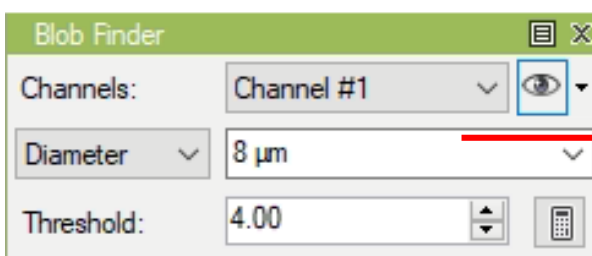 Blob Finder
Channels: Channel #1
Diameter 8 µm
Threshold: 4.00